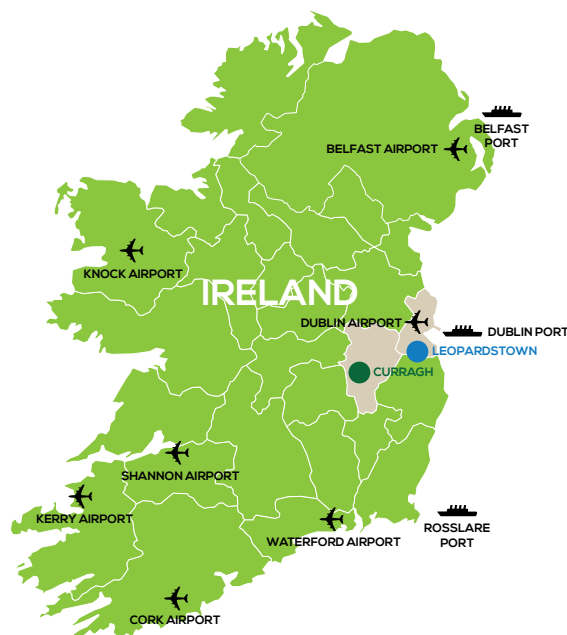 BELFAST
PORT
BELFAST AIRPORT
KNOCK AIRPORT
IRELAND
DUBLIN AIRPORT
DUBLIN PORT
LEOPARDSTOWN
CURRAGH
SHANNON AIRPORT
KERRY AIRPORT
WATERFORD AIRPORT
ROSSLARE
PORT
CORK AIRPORT